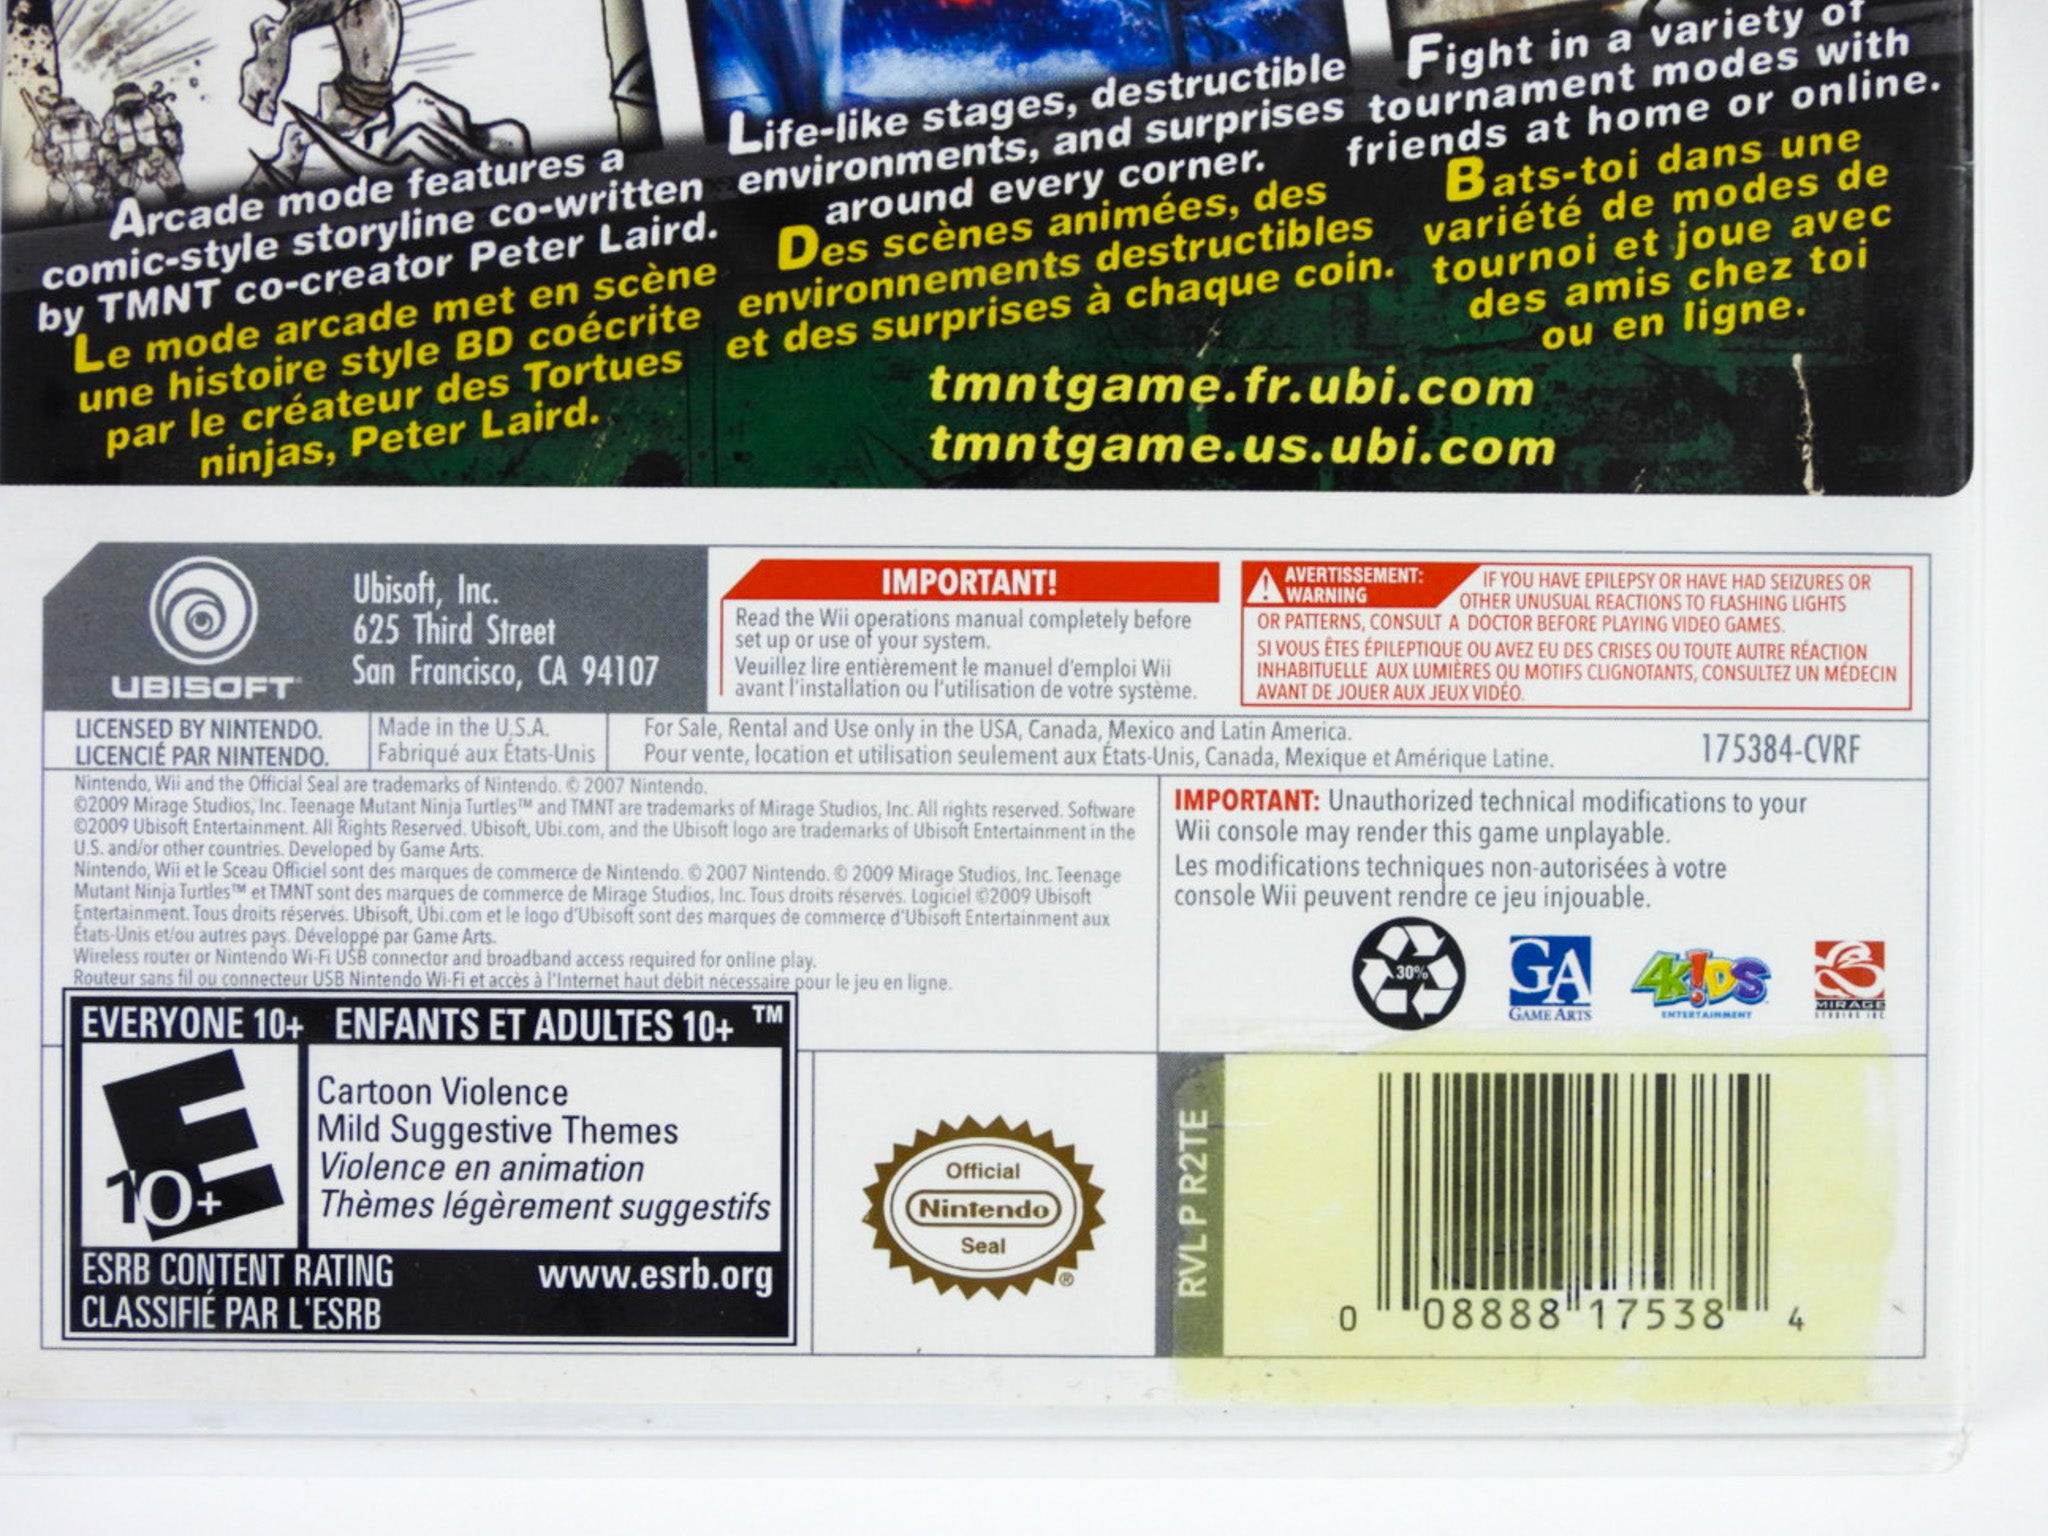 Arcade mode features a
comic-style storyline co-written
by TMNT co-creator Peter Laird.
Le mode arcade met en scène
une histoire style BD coécrite
par le créateur des Tortues
ninjas, Peter Laird.
Life-like stages, destructible
environments, and surprises
around every corner.
Des scènes animées, des
environnements destructibles
et des surprises à chaque coin.
Fight in a variety of
tournament modes with
friends at home or online.
Bats-toi dans une
variété de modes de
tournoi et joue avec
des amis chez toi
ou en ligne.
tmntgame.fr.ubi.com
tmntgame.us.ubi.com
UBISOFT
Ubisoft, Inc.
625 Third Street
San Francisco, CA 94107
IMPORTANT!
Read the Wii operations manual completely before
set up or use of your system.
Veuillez lire entièrement le manuel d'emploi Wii
avant l'installation ou l'utilisation de votre système.
AVERTISSEMENT:
WARNING
IF YOU HAVE EPILEPSY OR HAVE HAD SEIZURES OR
OTHER UNUSUAL REACTIONS TO FLASHING LIGHTS
OR PATTERNS, CONSULT A DOCTOR BEFORE PLAYING VIDEO GAMES.
SI VOUS ÊTES ÉPILEPTIQUE OU AVEZ EU DES CRISES OU TOUTE AUTRE RÉACTION
INHABITUELLE AUX LUMIÈRES OU MOTIFS CLIGNOTANTS, CONSULTEZ UN MÉDECIN
AVANT DE JOUER AUX JEUX VIDÉO.
LICENSED BY NINTENDO.
LICENCIÉ PAR NINTENDO.
Made in the U.S.A.
Fabriqué aux États-Unis
For Sale, Rental and Use only in the USA, Canada, Mexico and Latin America.
Pour vente, location et utilisation seulement aux États-Unis, Canada, Mexique et Amérique Latine.
175384-CVRF
Nintendo, Wii and the Official Seal are trademarks of Nintendo. © 2007 Nintendo.
©2009 Mirage Studios, Inc. Teenage Mutant Ninja Turtles™ and TMNT are trademarks of Mirage Studios, Inc. All rights reserved. Software
©2009 Ubisoft Entertainment. All Rights Reserved. Ubisoft, Ubi.com, and the Ubisoft logo are trademarks of Ubisoft Entertainment in the
U.S. and/or other countries. Developed by Game Arts.
Nintendo, Wii et le Sceau Officiel sont des marques de commerce de Nintendo. © 2007 Nintendo. © 2009 Mirage Studios, Inc. Teenage
Mutant Ninja Turtles™ et TMNT sont des marques de commerce de Mirage Studios, Inc. Tous droits réservés. Logiciel ©2009 Ubisoft
Entertainment. Tous droits réservés. Ubisoft, Ubi.com et le logo d'Ubisoft sont des marques de commerce d'Ubisoft Entertainment aux
États-Unis et/ou autres pays. Développé par Game Arts.
Wireless router or Nintendo Wi-Fi USB connector and broadband access required for online play.
Routeur sans fil ou connecteur USB Nintendo Wi-Fi et accès à l'Internet haut débit nécessaire pour le jeu en ligne.
IMPORTANT: Unauthorized technical modifications to your
Wii console may render this game unplayable.
Les modifications techniques non-autorisées à votre
console Wii peuvent rendre ce jeu injouable.
30%
GA
GAME ARTS
4K!DS
ENTERTAINMENT
MIRAGE
STUDIOS INC
EVERYONE 10+ ENFANTS ET ADULTES 10+ ™
E
10+
Cartoon Violence
Mild Suggestive Themes
Violence en animation
Thèmes légèrement suggestifs
ESRB CONTENT RATING
CLASSIFIÉ PAR L'ESRB
www.esrb.org
Official
Nintendo
Seal
®
RVL P R2TE
0 08888 17538 4